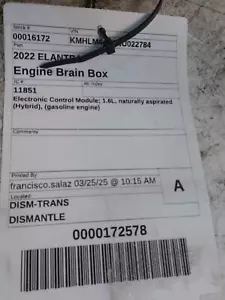 Stock # VIN
00016172 KMHLM 022784
Part
2022 ELANTR
Engine Brain Box
IC # Alt. Index
11851
Electronic Control Module; 1.6L, naturally aspirated
(Hybrid), (gasoline engine)
Comments
Printed By
francisco.salaz 03/25/25 @ 10:15 AM
A
Located:
DISM-TRANS
DISMANTLE
0000172578